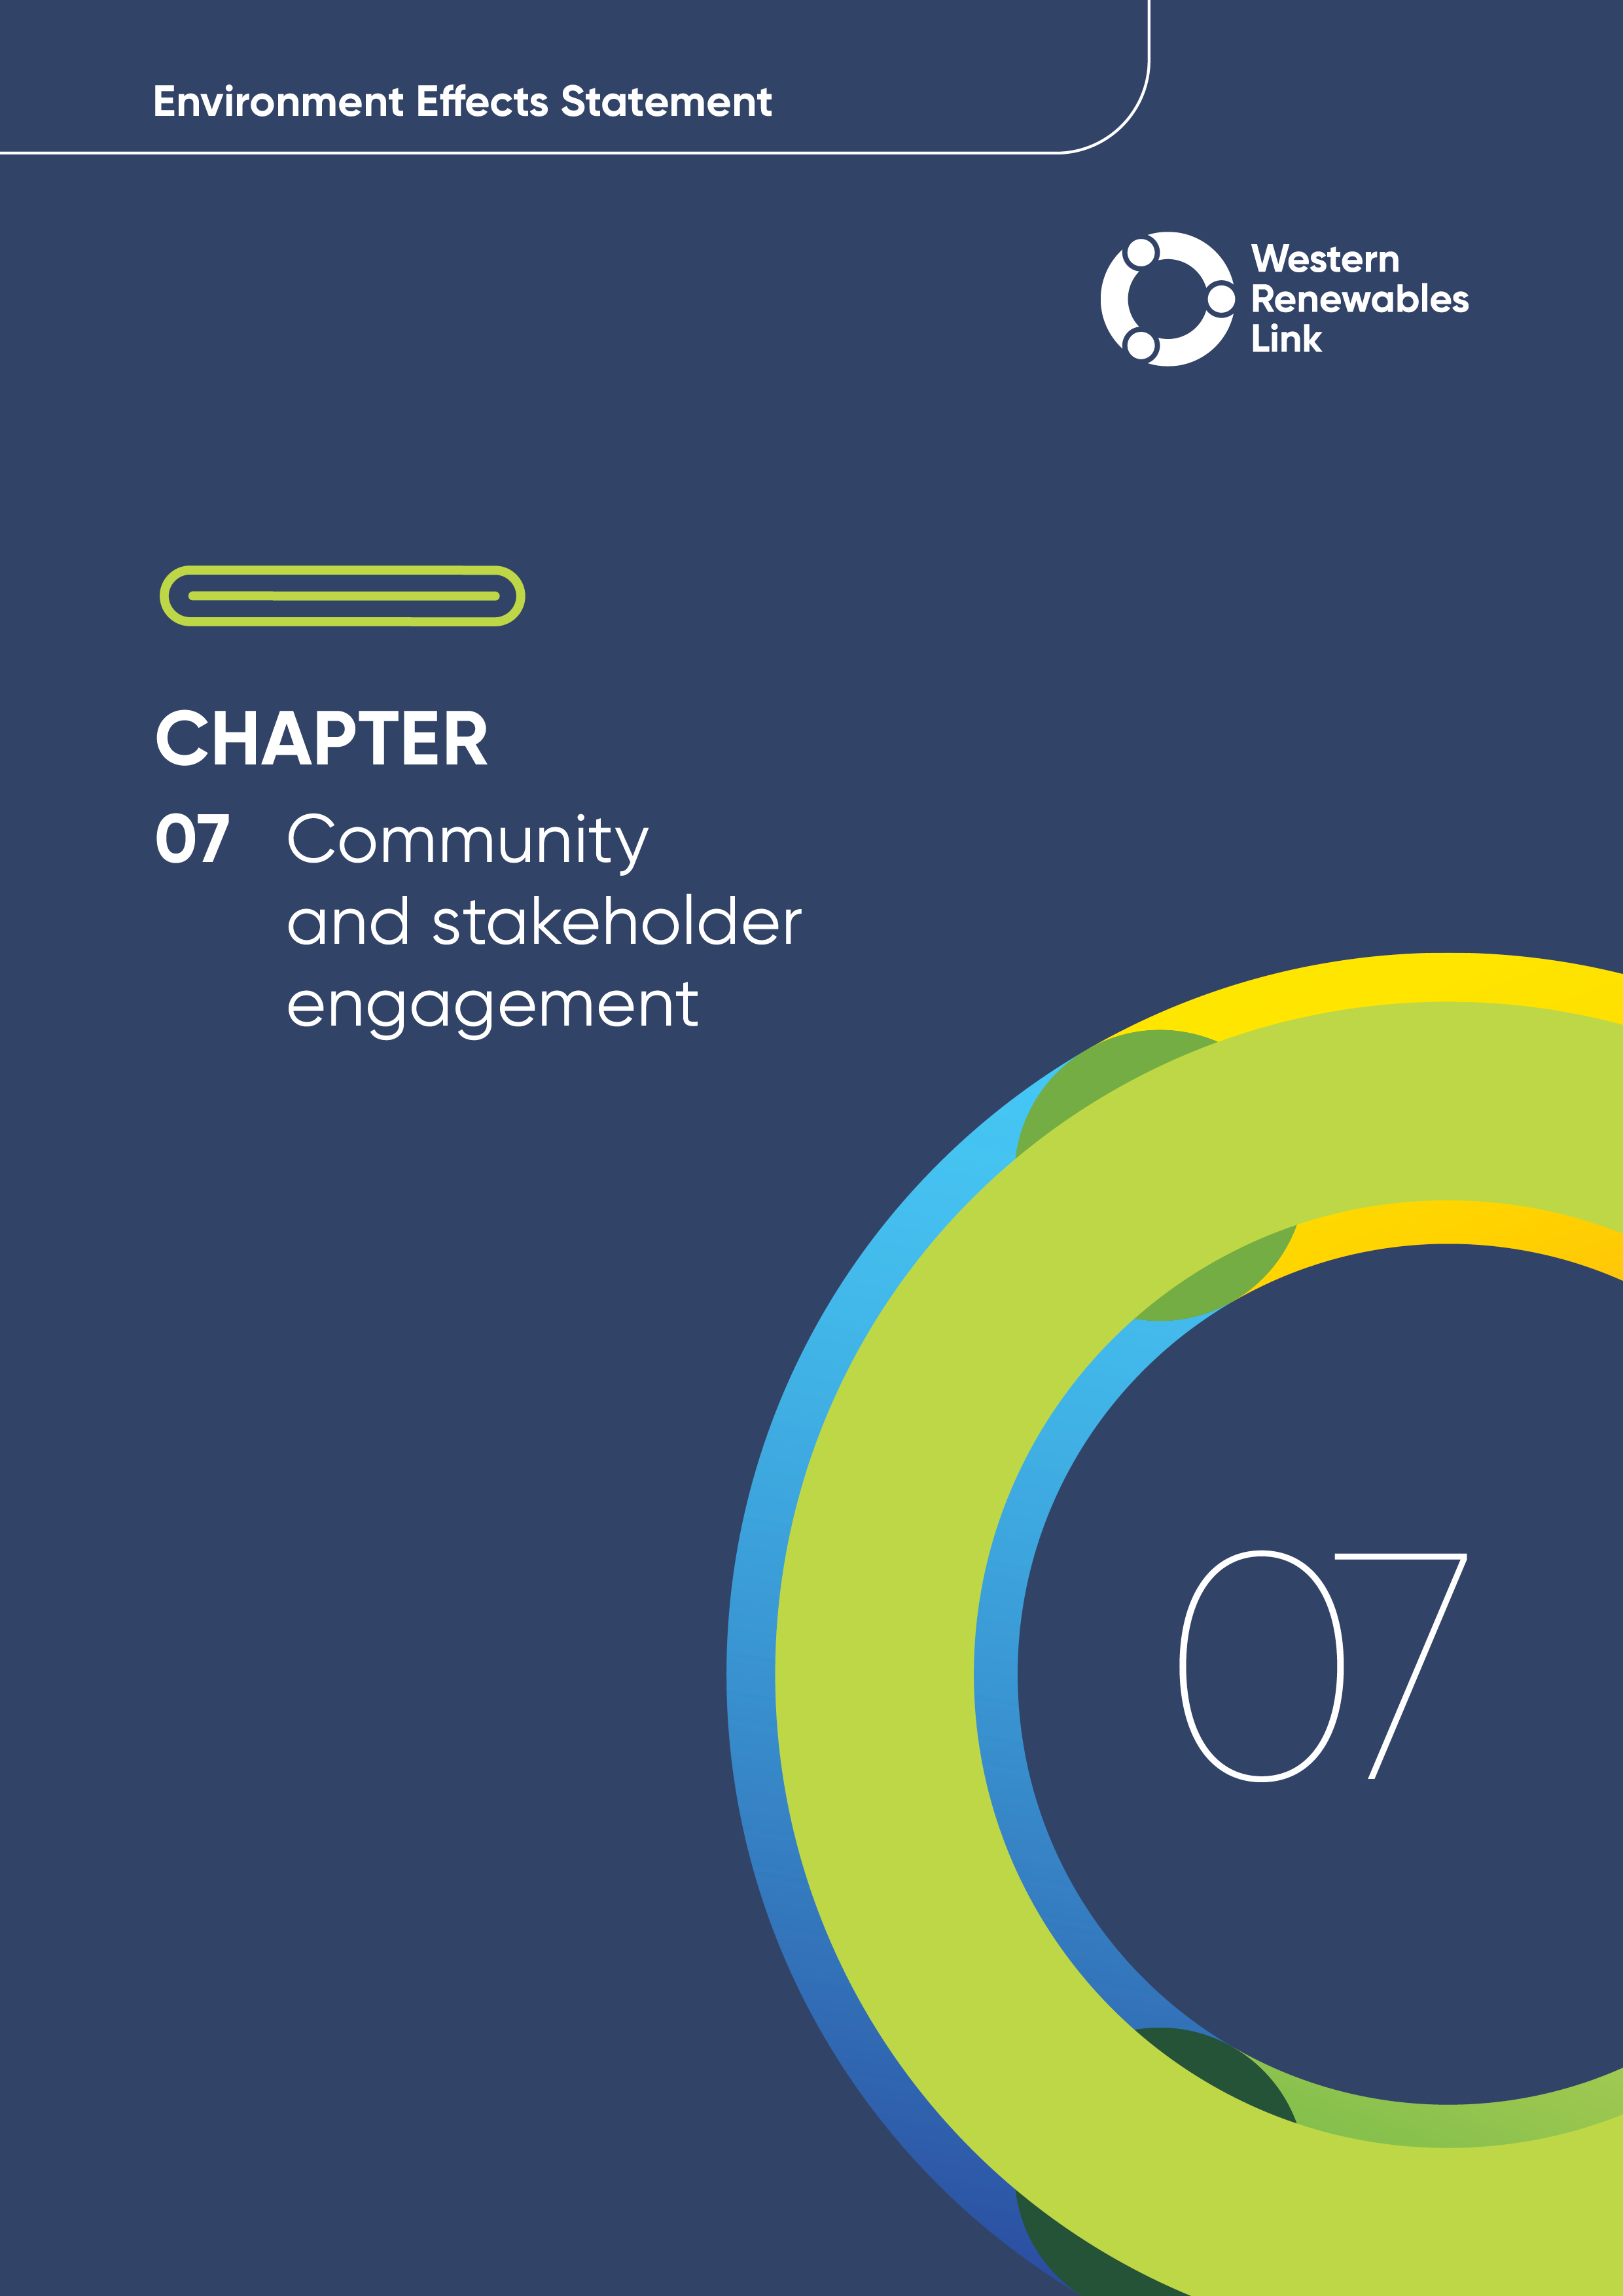 Environment Effects Statement
Western
Renewables
Link
CHAPTER
07 Community
and stakeholder
engagement
07